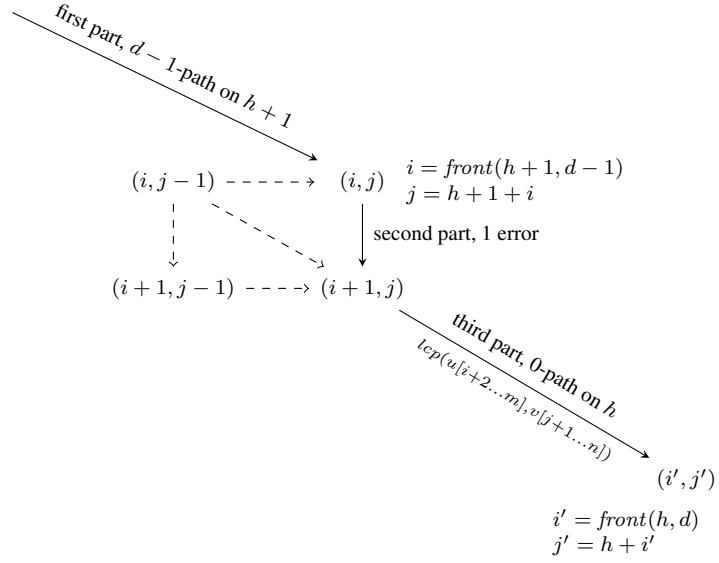 first part, d − 1-path on h + 1
(i, j − 1)
(i, j)
i = front(h + 1, d − 1)
j = h + 1 + i
second part, 1 error
(i + 1, j − 1)
(i + 1, j)
third part, 0-path on h
lcp(u[i+2...m],v[j+1...n])
(i′, j′)
i′ = front(h, d)
j′ = h + i′